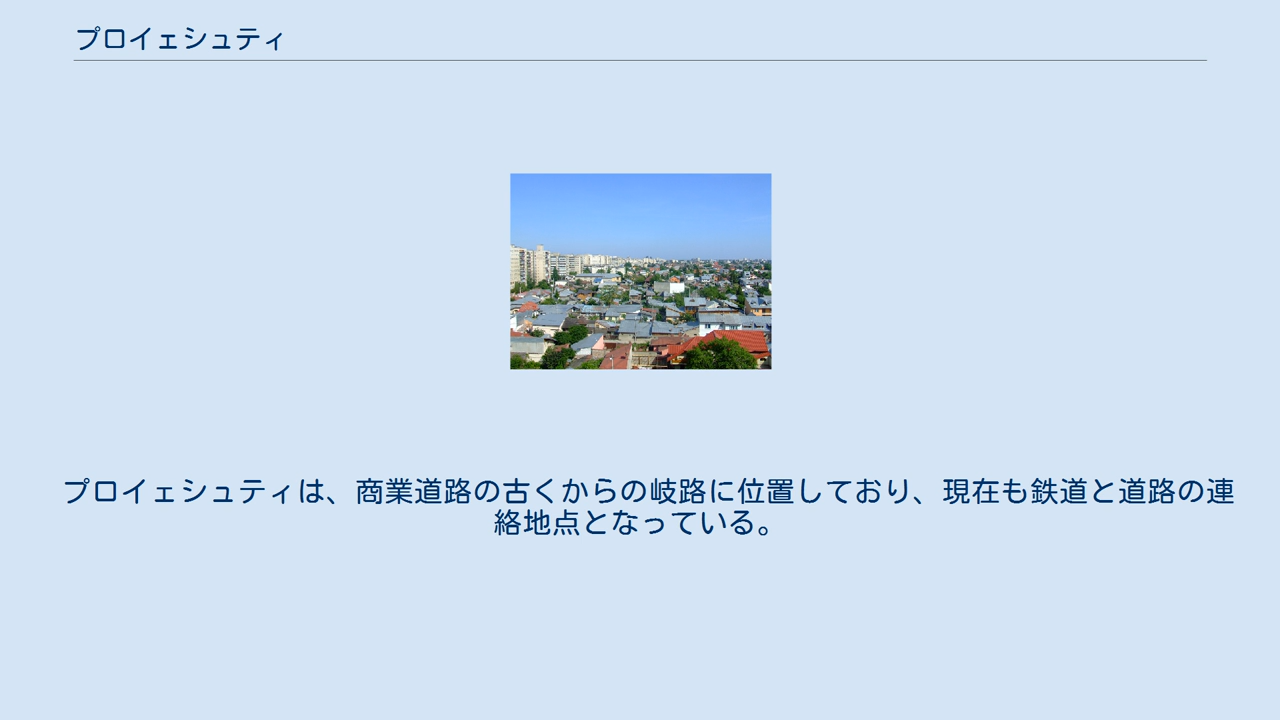 プロイェシュティ
プロイェシュティは、商業道路の古くからの岐路に位置しており、現在も鉄道と道路の連
絡地点となっている。